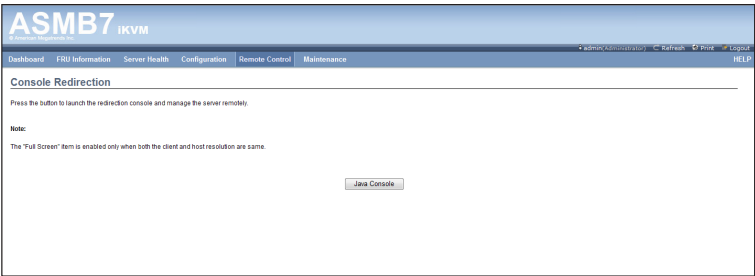 ASMB7 iKVM
© American Megatrends Inc.
admin(Administrator) Refresh Print Logout
Dashboard FRU Information Server Health Configuration Remote Control Maintenance HELP
Console Redirection
Press the button to launch the redirection console and manage the server remotely.
Note:
The "Full Screen" item is enabled only when both the client and host resolution are same.
Java Console